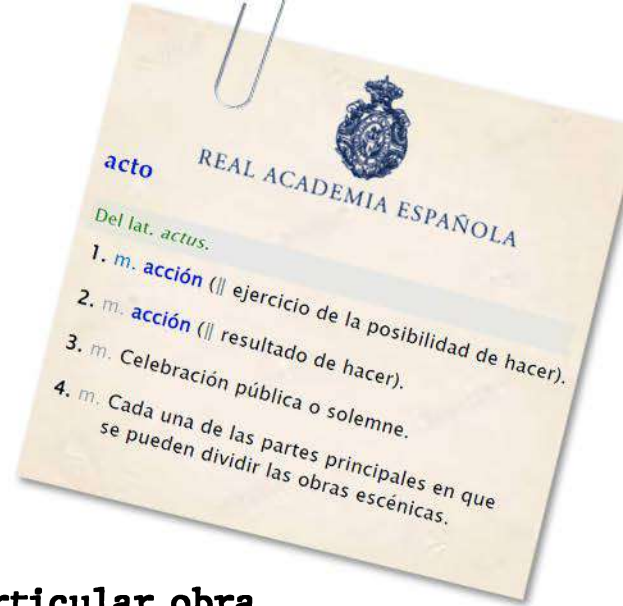 REAL ACADEMIA ESPAÑOLA
acto
Del lat. actus.
1. m. acción (‖ ejercicio de la posibilidad de hacer).
2. m. acción (‖ resultado de hacer).
3. m. Celebración pública o solemne.
4. m. Cada una de las partes principales en que
se pueden dividir las obras escénicas.
rticular obra